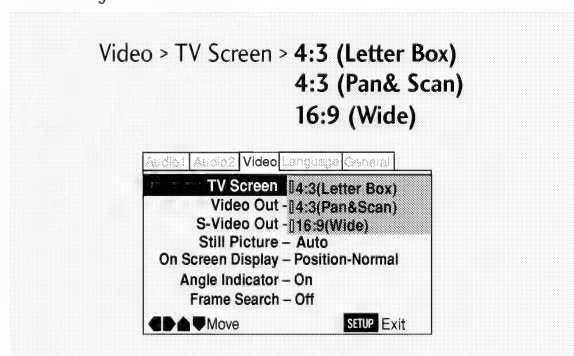 Video > TV Screen > 4:3 (Letter Box)
4:3 (Pan& Scan)
16:9 (Wide)
Audio1 Audio2 Video Language General
TV Screen 4:3(Letter Box)
Video Out - 4:3(Pan&Scan)
S-Video Out - 16:9(Wide)
Still Picture – Auto
On Screen Display – Position-Normal
Angle Indicator – On
Frame Search – Off
Move SETUP Exit